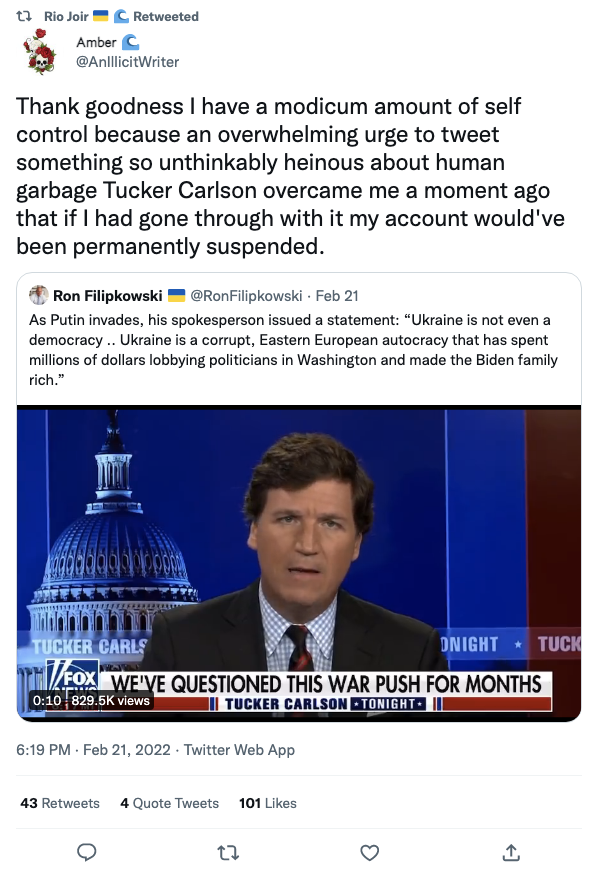 Rio Joir 🇺🇦 🌊 Retweeted
Amber 🌊
@AnIllicitWriter
Thank goodness I have a modicum amount of self
control because an overwhelming urge to tweet
something so unthinkably heinous about human
garbage Tucker Carlson overcame me a moment ago
that if I had gone through with it my account would've
been permanently suspended.
Ron Filipkowski 🇺🇦 @RonFilipkowski · Feb 21
As Putin invades, his spokesperson issued a statement: “Ukraine is not even a
democracy .. Ukraine is a corrupt, Eastern European autocracy that has spent
millions of dollars lobbying politicians in Washington and made the Biden family
rich.”
TUCKER CARLS
ONIGHT ★ TUCK
FOX
NEWS
WE'VE QUESTIONED THIS WAR PUSH FOR MONTHS
0:10 · 829.5K views
TUCKER CARLSON ★TONIGHT★
6:19 PM · Feb 21, 2022 · Twitter Web App
43 Retweets 4 Quote Tweets 101 Likes